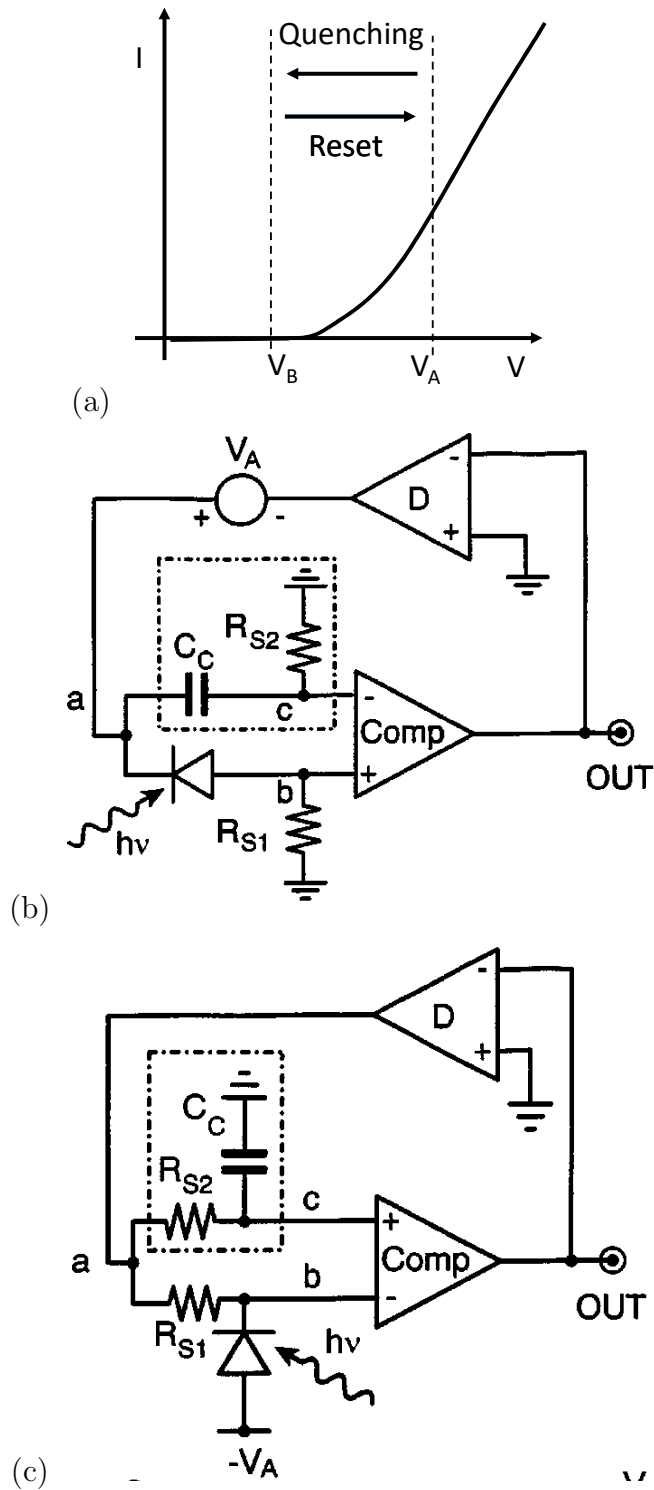 I
Quenching
Reset
V_B
V_A
V
(a)
V_A
+ -
D
-
+
R_S2
C_C
a
c
-
Comp
+
b
hν
R_S1
OUT
(b)
D
-
+
C_C
R_S2
c
+
a
Comp
b
-
R_S1
hν
OUT
-V_A
(c)